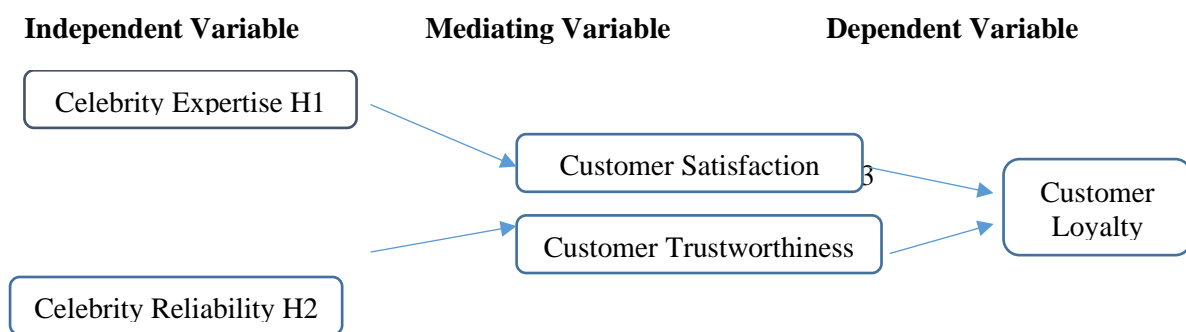 Independent Variable Mediating Variable Dependent Variable
Celebrity Expertise H1
Customer Satisfaction
3
Customer
Loyalty
Customer Trustworthiness
Celebrity Reliability H2